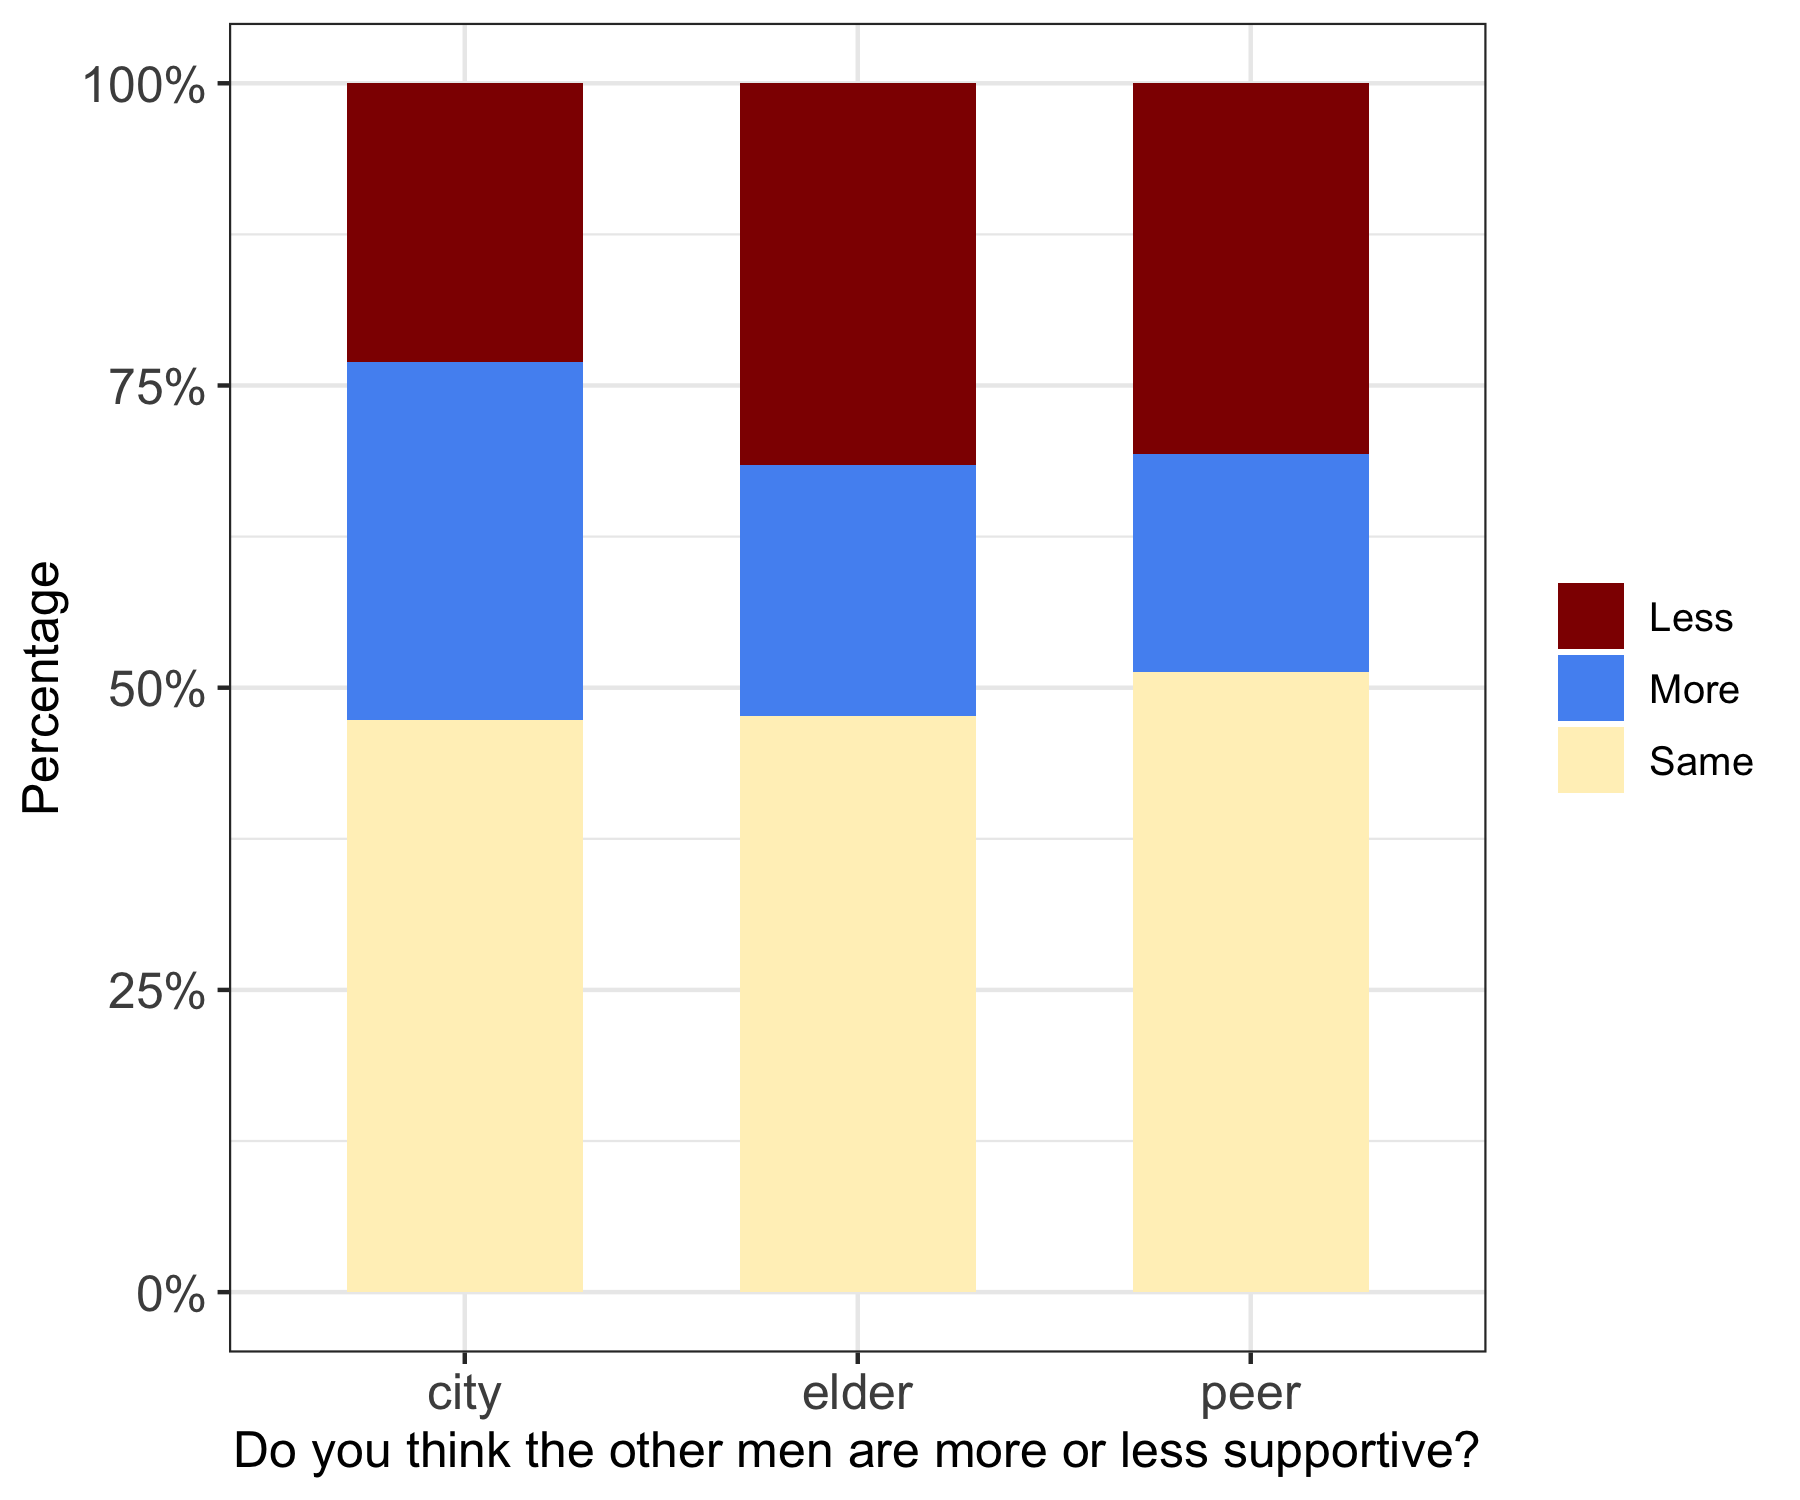 100%
75%
50%
25%
0%
Percentage
city
elder
peer
Do you think the other men are more or less supportive?
Less
More
Same